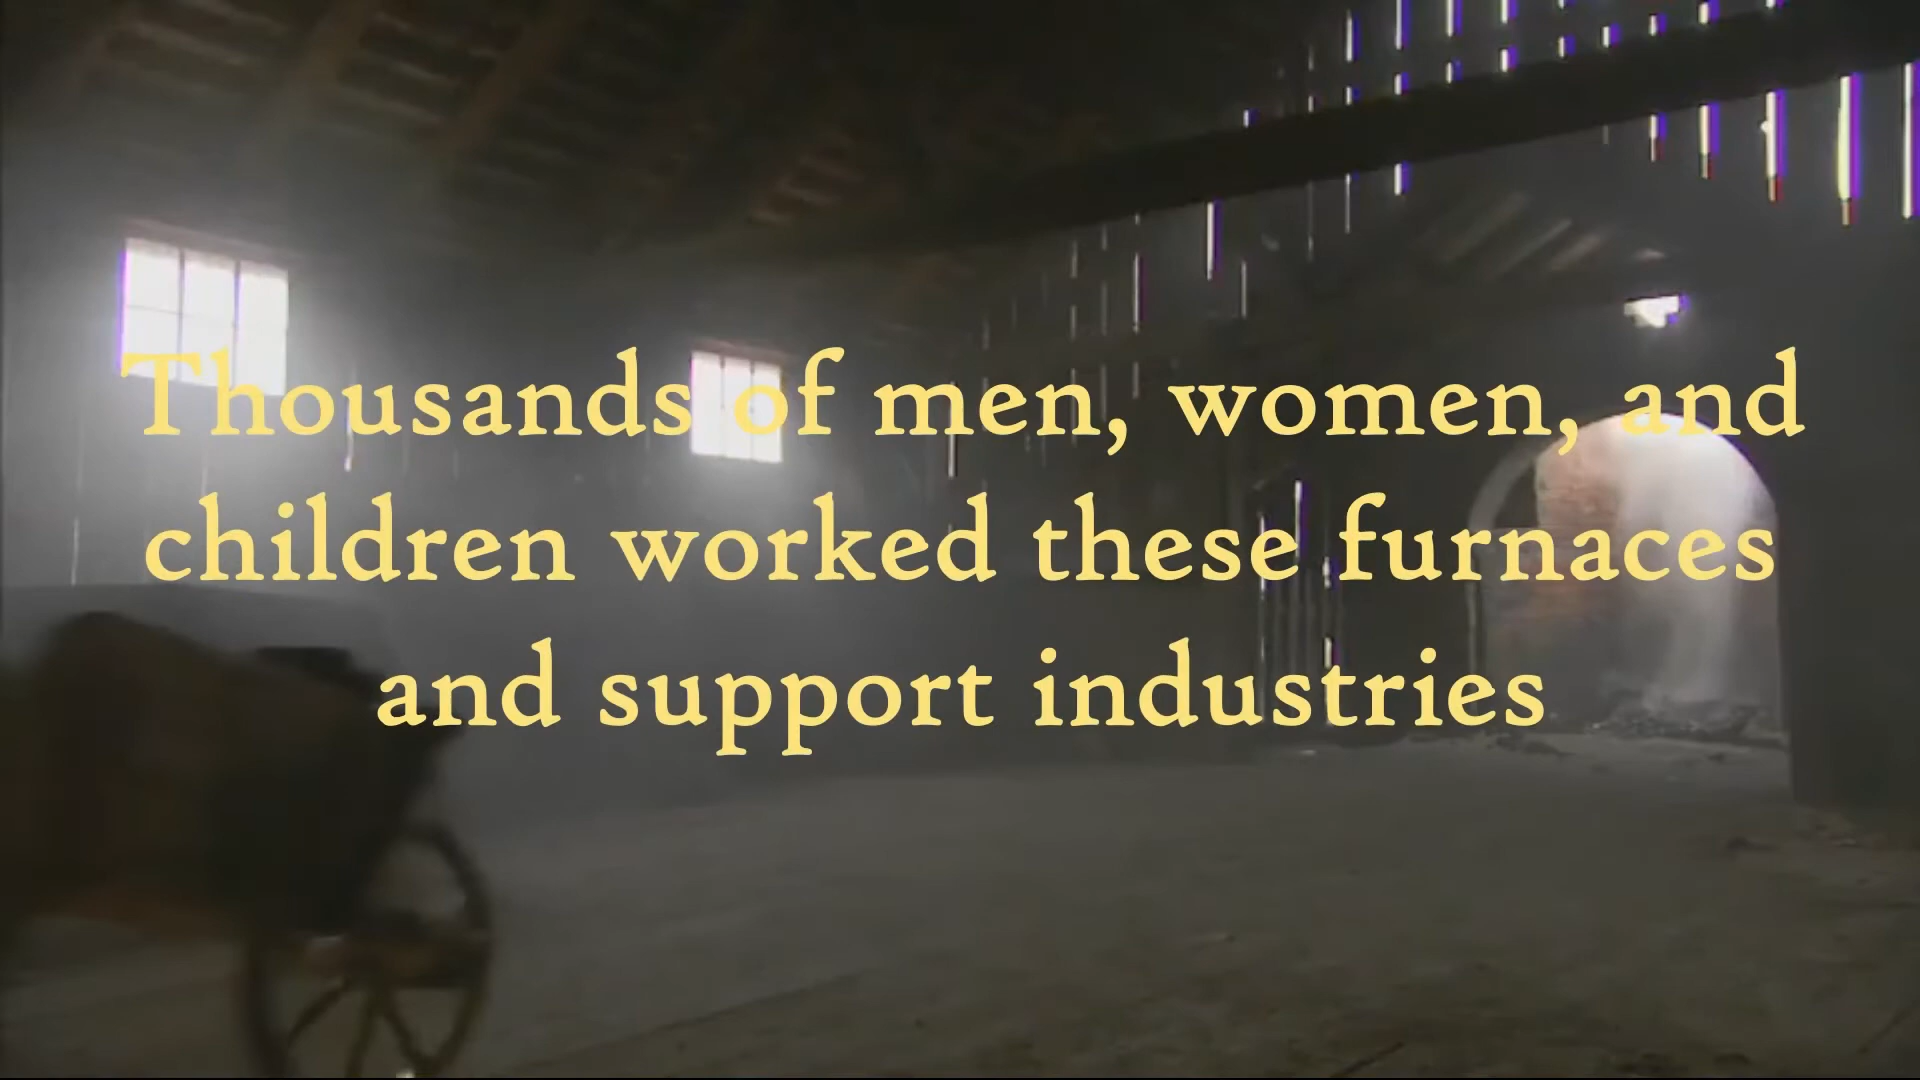 Thousands of men, women, and
children worked these furnaces
and support industries